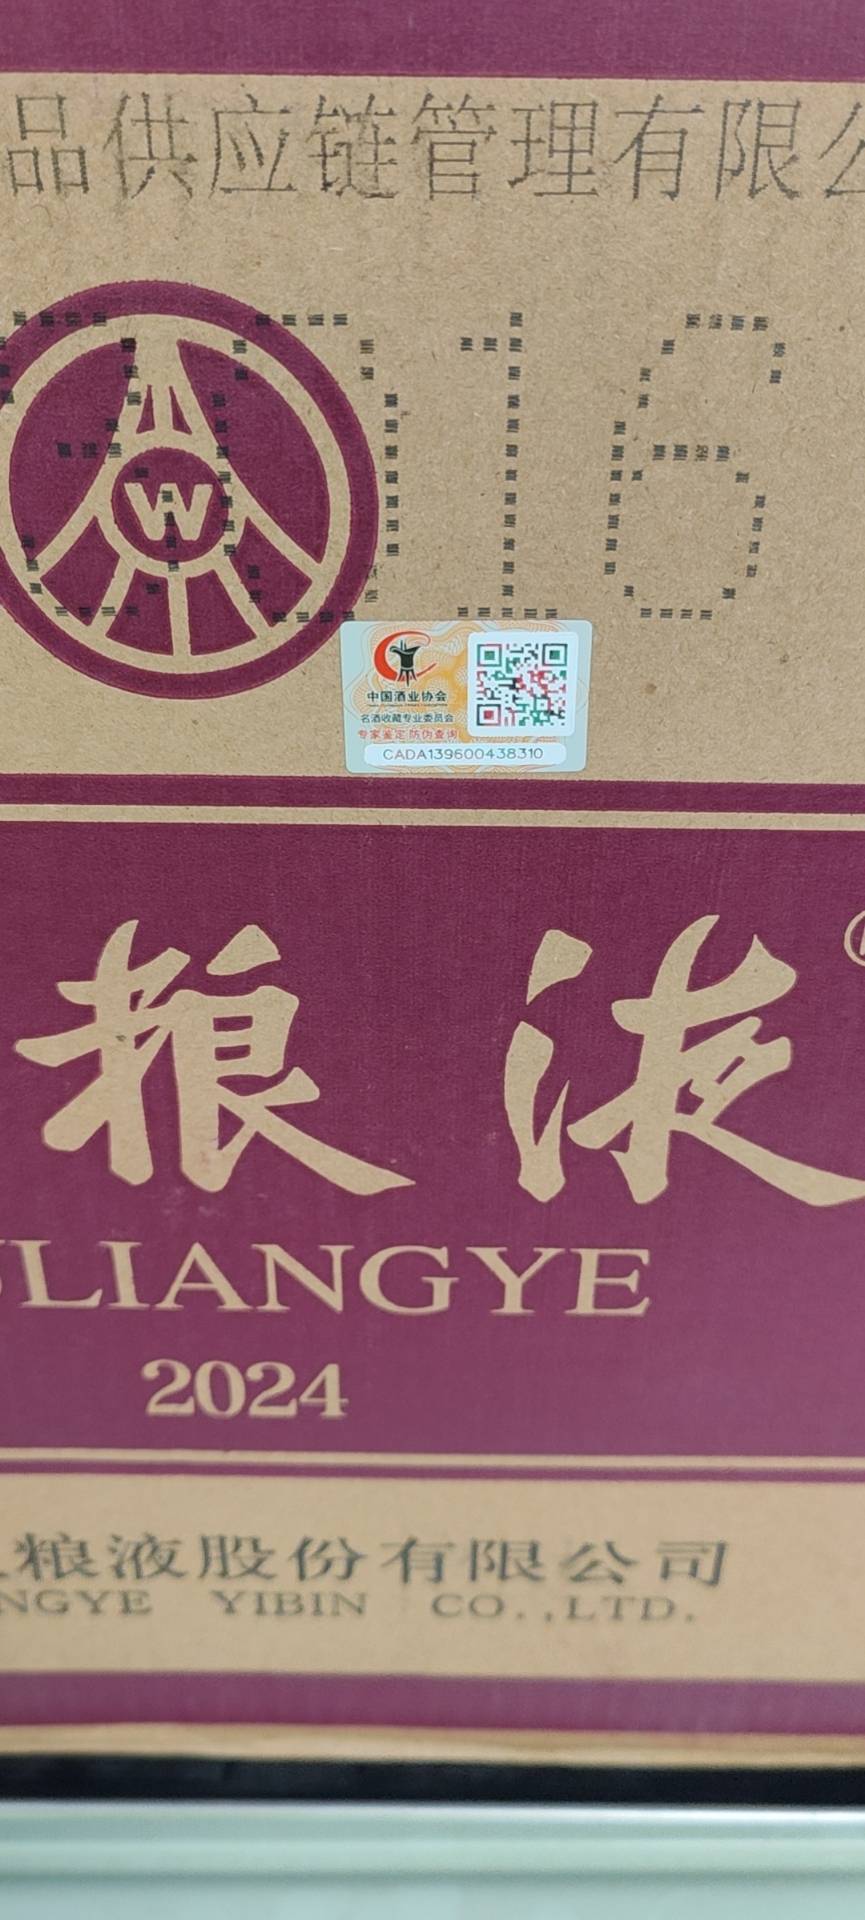 品供应链管理有限公
16
W
中国酒业协会
名酒收藏专业委员会
专家鉴定 防伪查询
CADA139600438310
粮液
LIANGYE
2024
粮液股份有限公司
NGYE YIBIN CO.,LTD.